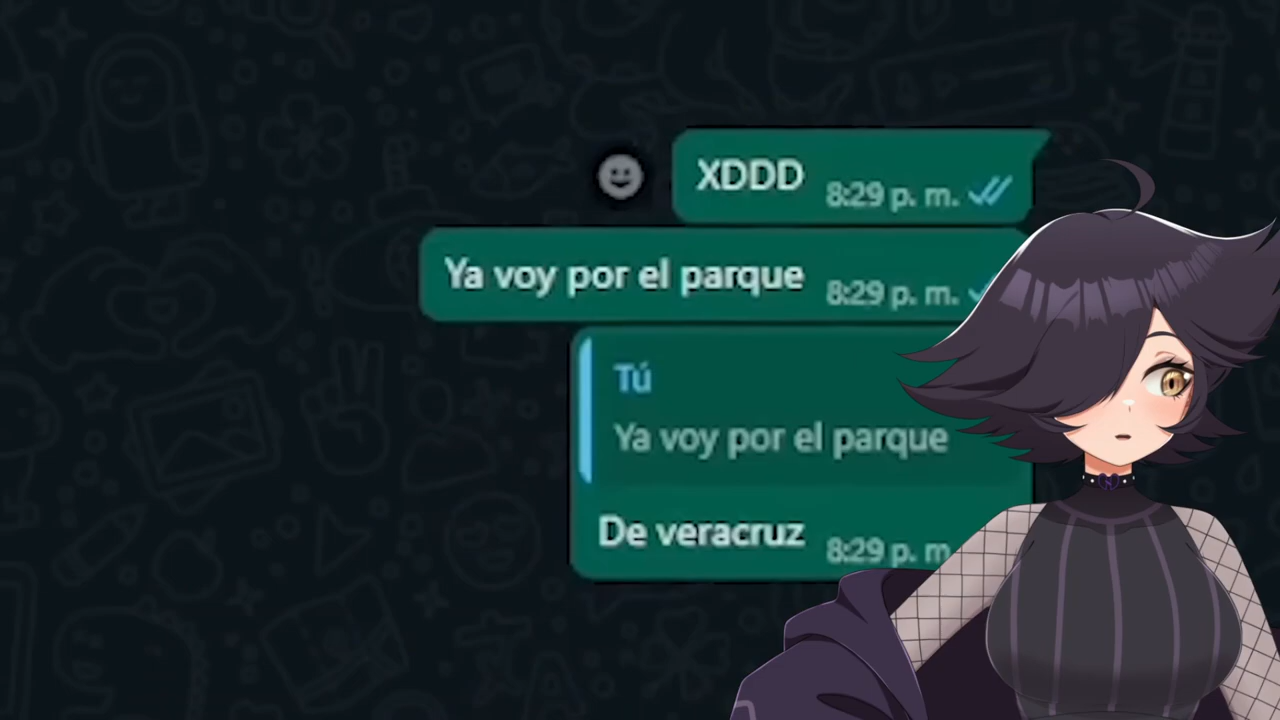 XDDD 8:29 p. m.
Ya voy por el parque 8:29 p. m.
Tú
Ya voy por el parque
De veracruz 8:29 p. m